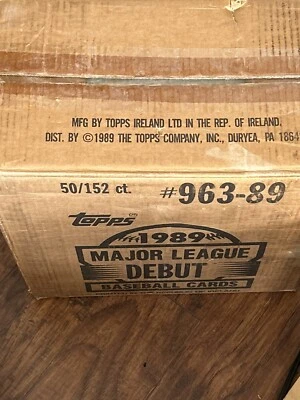 MFG BY TOPPS IRELAND LTD IN THE REP. OF IRELAND.
DIST. BY ©1989 THE TOPPS COMPANY, INC., DURYEA, PA 1864
50/152 ct. #963-89
Topps
1989
MAJOR LEAGUE
DEBUT
BASEBALL CARDS